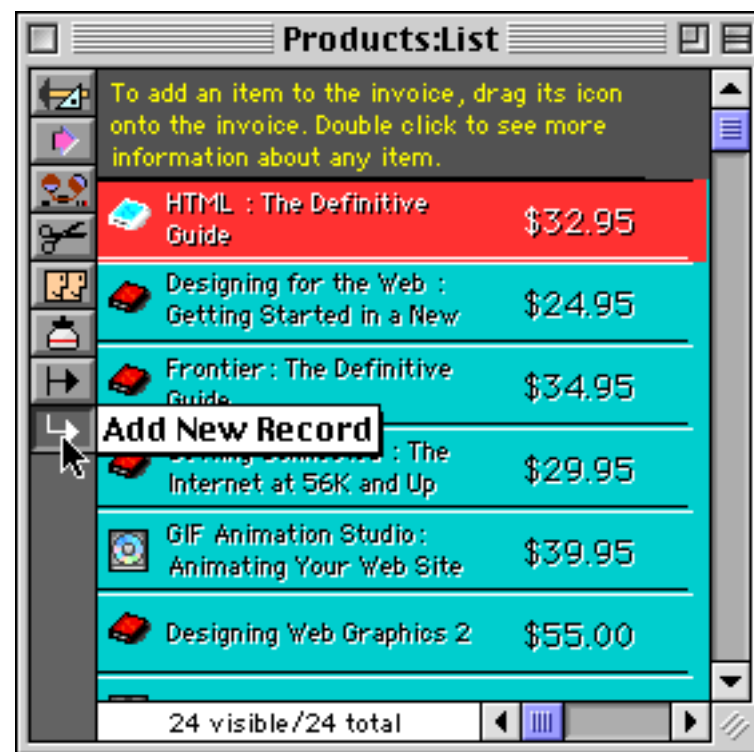 Products:List
To add an item to the invoice, drag its icon
onto the invoice. Double click to see more
information about any item.
HTML : The Definitive
Guide
$32.95
Designing for the Web :
Getting Started in a New
$24.95
Frontier : The Definitive
Guide
$34.95
Add New Record
: The
Internet at 56K and Up
$29.95
GIF Animation Studio :
Animating Your Web Site
$39.95
Designing Web Graphics 2
$55.00
24 visible/24 total